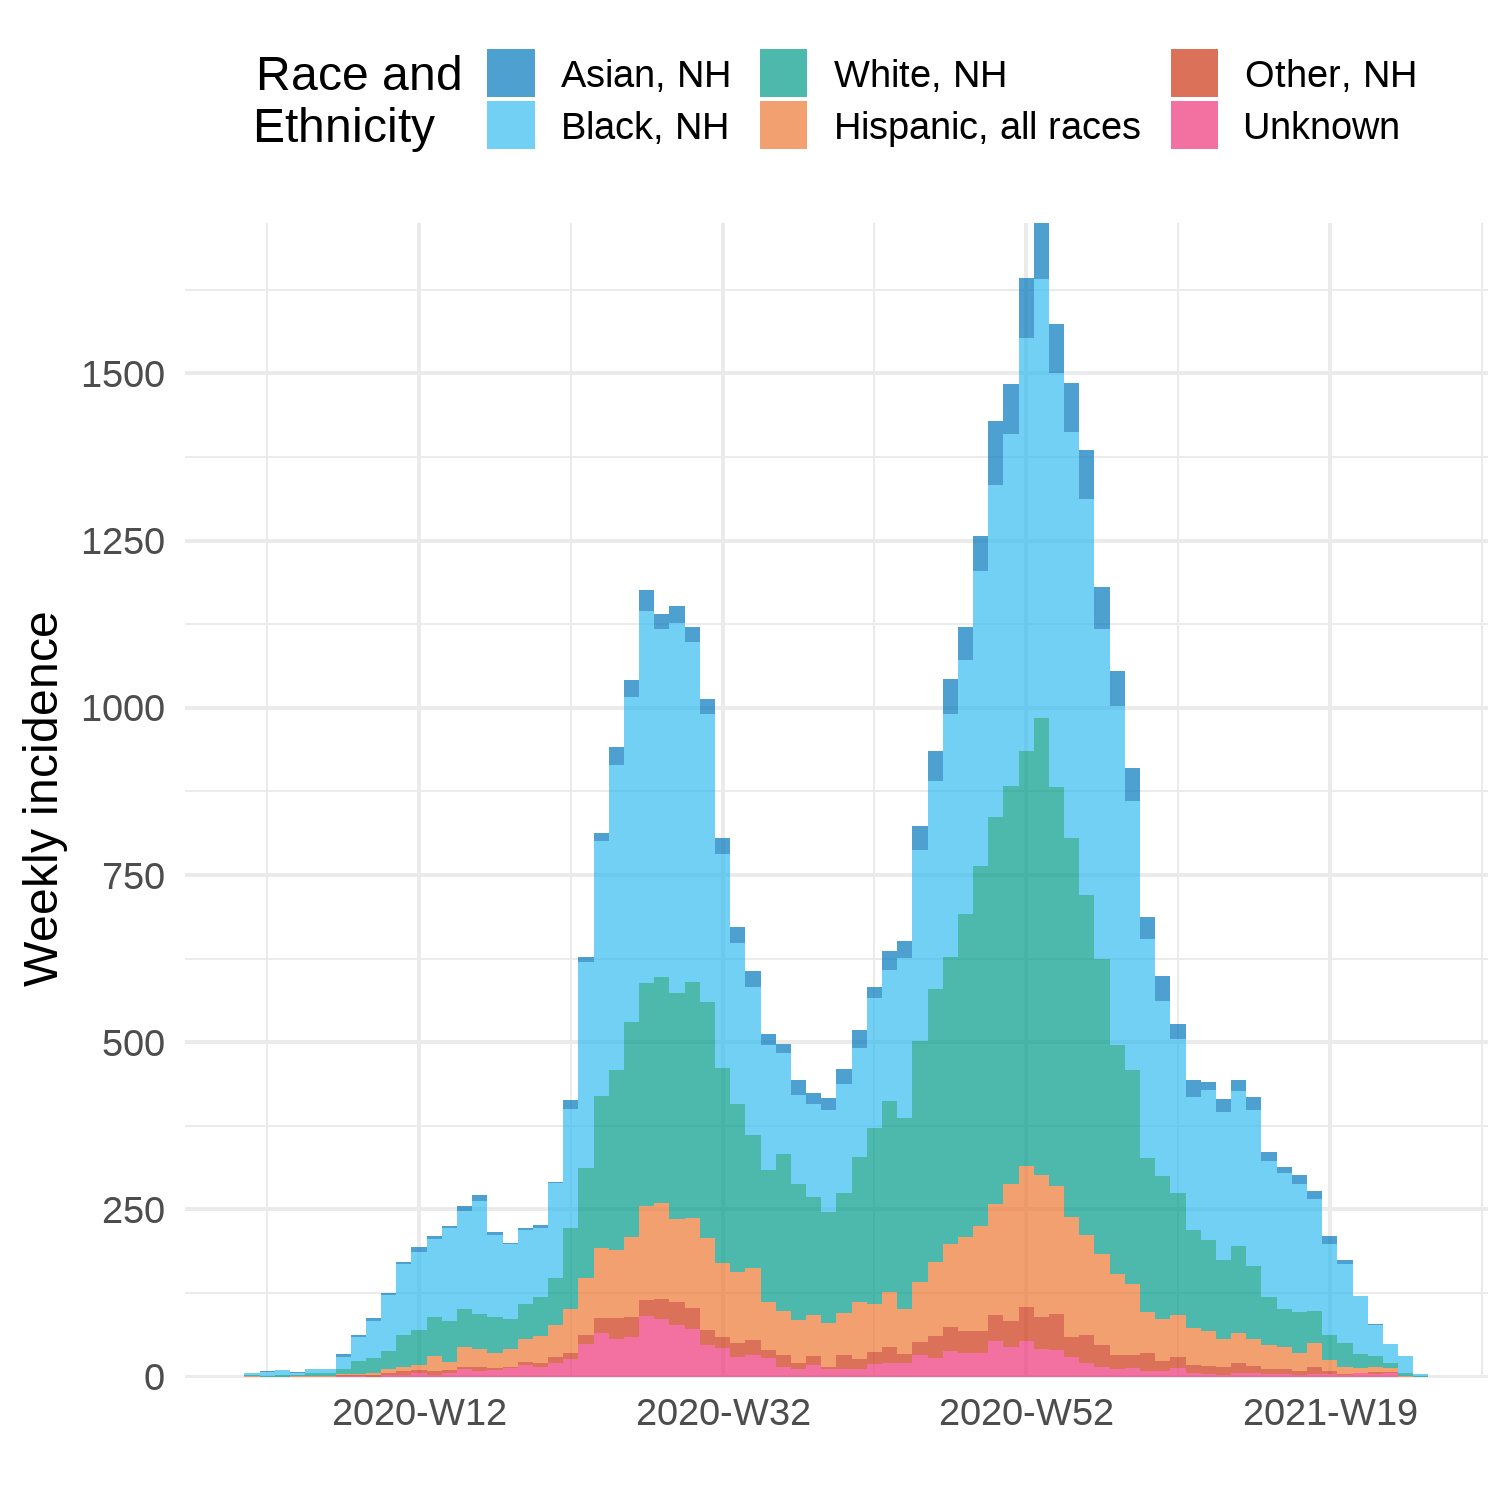 Race and
Ethnicity
Asian, NH
White, NH
Other, NH
Black, NH
Hispanic, all races
Unknown
Weekly incidence
1500
1250
1000
750
500
250
0
2020-W12
2020-W32
2020-W52
2021-W19